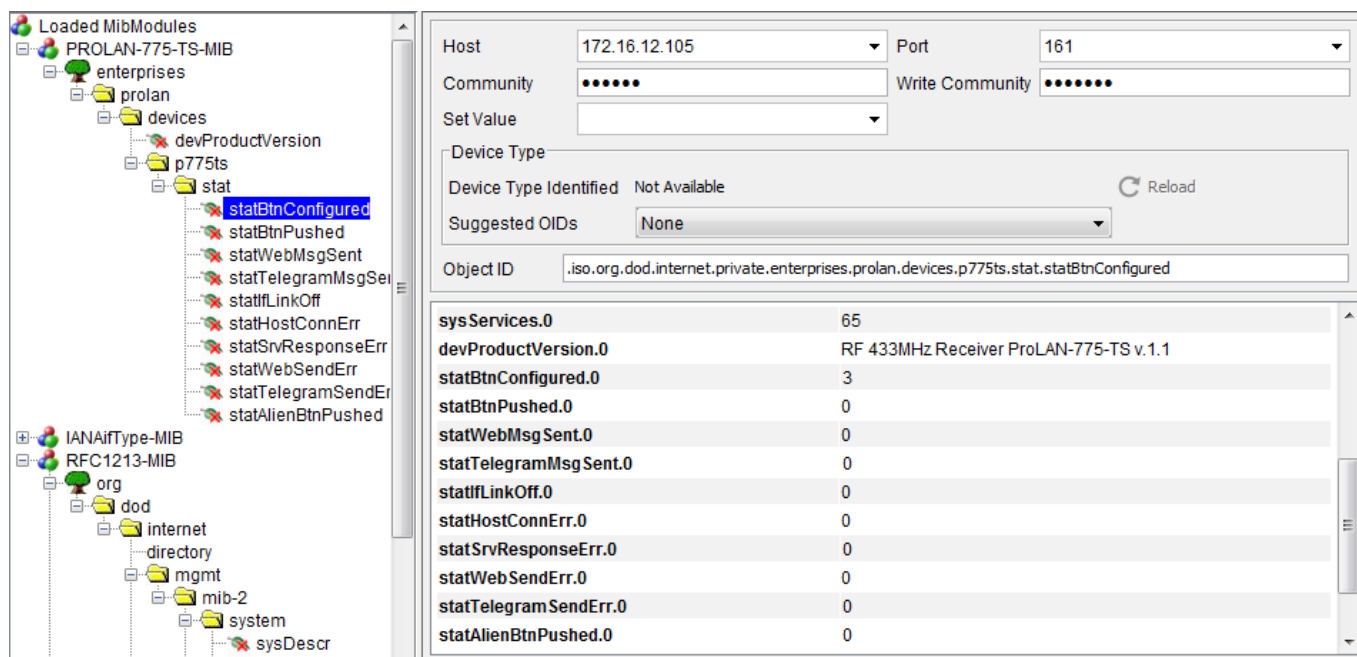 Loaded MibModules
PROLAN-775-TS-MIB
enterprises
prolan
devices
devProductVersion
p775ts
stat
statBtnConfigured
statBtnPushed
statWebMsgSent
statTelegramMsgSe
statIfLinkOff
statHostConnErr
statSrvResponseErr
statWebSendErr
statTelegramSendEr
statAlienBtnPushed
IANAifType-MIB
RFC1213-MIB
org
dod
internet
directory
mgmt
mib-2
system
sysDescr
Host 172.16.12.105 Port 161
Community •••••• Write Community •••••••
Set Value
Device Type
Device Type Identified Not Available Reload
Suggested OIDs None
Object ID .iso.org.dod.internet.private.enterprises.prolan.devices.p775ts.stat.statBtnConfigured
sysServices.0 65
devProductVersion.0 RF 433MHz Receiver ProLAN-775-TS v.1.1
statBtnConfigured.0 3
statBtnPushed.0 0
statWebMsgSent.0 0
statTelegramMsgSent.0 0
statIfLinkOff.0 0
statHostConnErr.0 0
statSrvResponseErr.0 0
statWebSendErr.0 0
statTelegramSendErr.0 0
statAlienBtnPushed.0 0